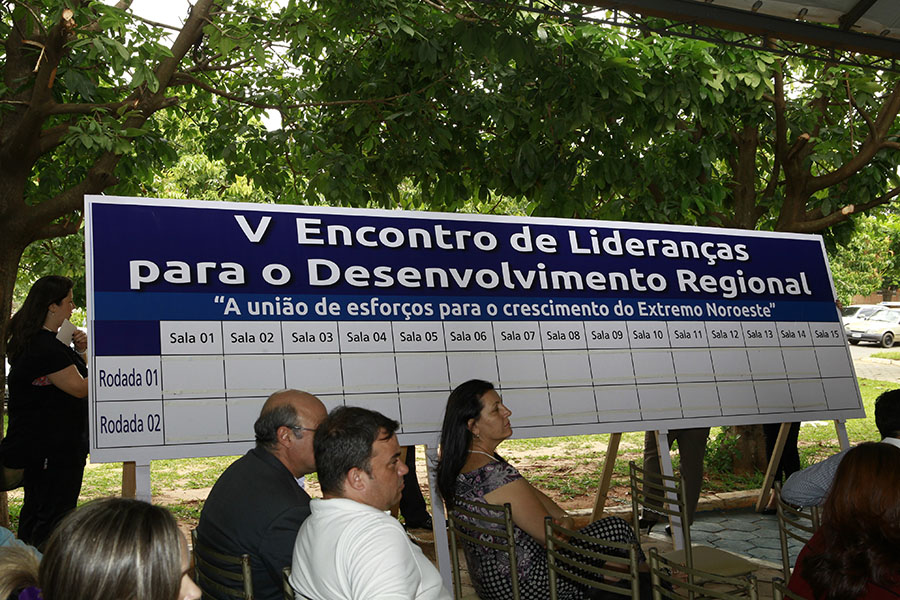 V Encontro de Lideranças
para o Desenvolvimento Regional
“A união de esforços para o crescimento do Extremo Noroeste”
Sala 01 Sala 02 Sala 03 Sala 04 Sala 05 Sala 06 Sala 07 Sala 08 Sala 09 Sala 10 Sala 11 Sala 12 Sala 13 Sala 14 Sala 15
Rodada 01
Rodada 02